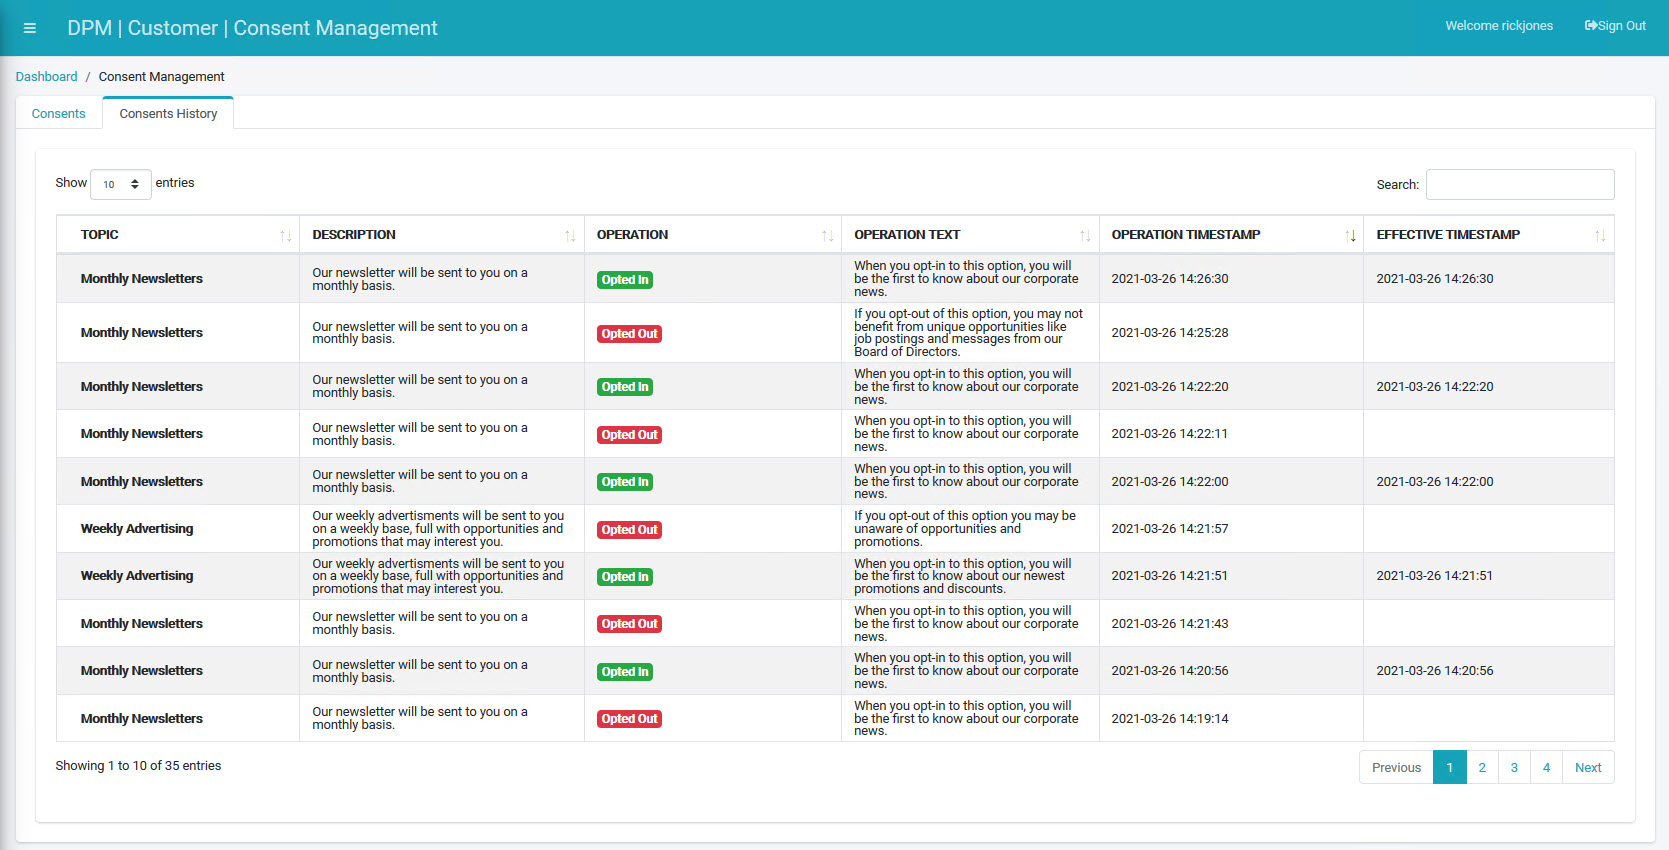 DPM | Customer | Consent Management
Welcome rickjones
Sign Out
Dashboard / Consent Management
Consents
Consents History
Show 10 entries
Search:
TOPIC
DESCRIPTION
OPERATION
OPERATION TEXT
OPERATION TIMESTAMP
EFFECTIVE TIMESTAMP
Monthly Newsletters
Our newsletter will be sent to you on a
monthly basis.
Opted In
When you opt-in to this option, you will
be the first to know about our corporate
news.
2021-03-26 14:26:30
2021-03-26 14:26:30
Monthly Newsletters
Our newsletter will be sent to you on a
monthly basis.
Opted Out
If you opt-out of this option, you may not
benefit from unique opportunities like
job postings and messages from our
Board of Directors.
2021-03-26 14:25:28
Monthly Newsletters
Our newsletter will be sent to you on a
monthly basis.
Opted In
When you opt-in to this option, you will
be the first to know about our corporate
news.
2021-03-26 14:22:20
2021-03-26 14:22:20
Monthly Newsletters
Our newsletter will be sent to you on a
monthly basis.
Opted Out
When you opt-in to this option, you will
be the first to know about our corporate
news.
2021-03-26 14:22:11
Monthly Newsletters
Our newsletter will be sent to you on a
monthly basis.
Opted In
When you opt-in to this option, you will
be the first to know about our corporate
news.
2021-03-26 14:22:00
2021-03-26 14:22:00
Weekly Advertising
Our weekly advertisments will be sent to you
on a weekly base, full with opportunities and
promotions that may interest you.
Opted Out
If you opt-out of this option you may be
unaware of opportunities and
promotions.
2021-03-26 14:21:57
Weekly Advertising
Our weekly advertisments will be sent to you
on a weekly base, full with opportunities and
promotions that may interest you.
Opted In
When you opt-in to this option, you will
be the first to know about our newest
promotions and discounts.
2021-03-26 14:21:51
2021-03-26 14:21:51
Monthly Newsletters
Our newsletter will be sent to you on a
monthly basis.
Opted Out
When you opt-in to this option, you will
be the first to know about our corporate
news.
2021-03-26 14:21:43
Monthly Newsletters
Our newsletter will be sent to you on a
monthly basis.
Opted In
When you opt-in to this option, you will
be the first to know about our corporate
news.
2021-03-26 14:20:56
2021-03-26 14:20:56
Monthly Newsletters
Our newsletter will be sent to you on a
monthly basis.
Opted Out
When you opt-in to this option, you will
be the first to know about our corporate
news.
2021-03-26 14:19:14
Showing 1 to 10 of 35 entries
Previous 1 2 3 4 Next